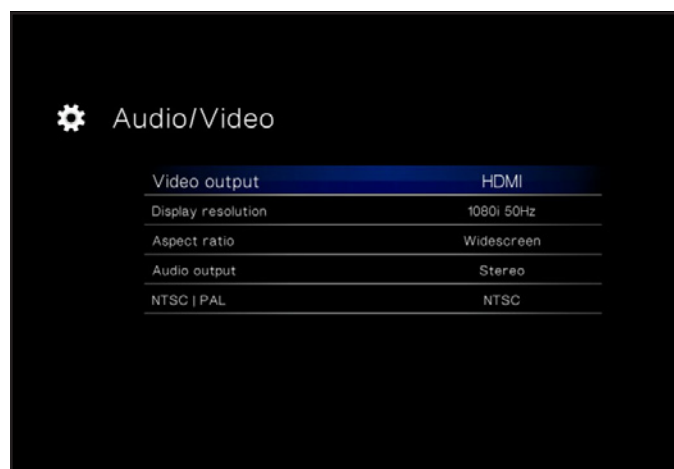 Audio/Video
Video output HDMI
Display resolution 1080i 50Hz
Aspect ratio Widescreen
Audio output Stereo
NTSC | PAL NTSC